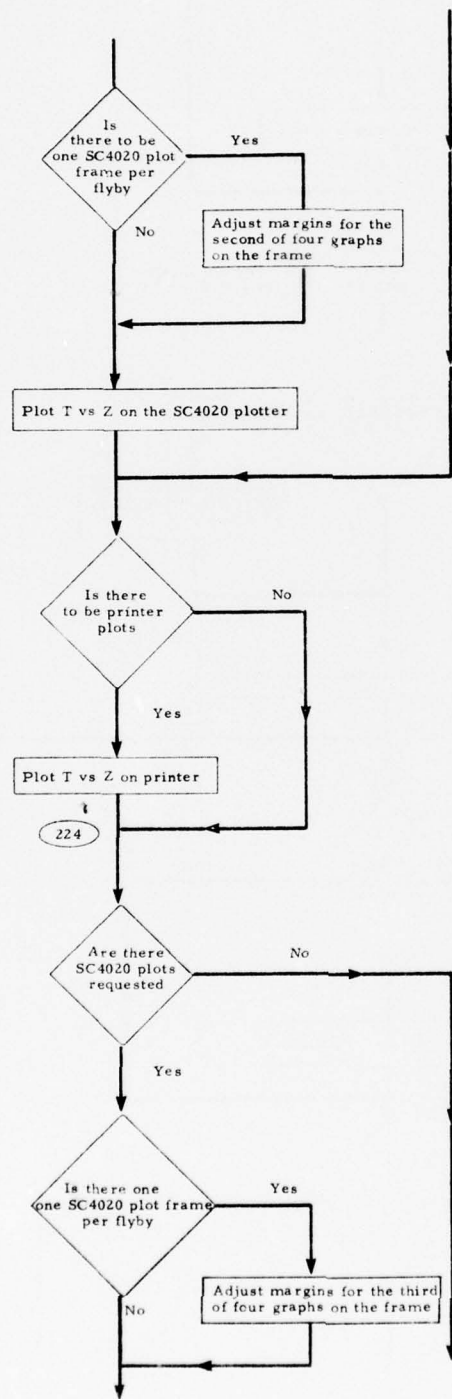 Is
there to be
one SC4020 plot
frame per
flyby
Yes
No
Adjust margins for the
second of four graphs
on the frame
Plot T vs Z on the SC4020 plotter
Is there
to be printer
plots
No
Yes
Plot T vs Z on printer
224
Are there
SC4020 plots
requested
No
Yes
Is there one
one SC4020 plot frame
per flyby
Yes
No
Adjust margins for the third
of four graphs on the frame